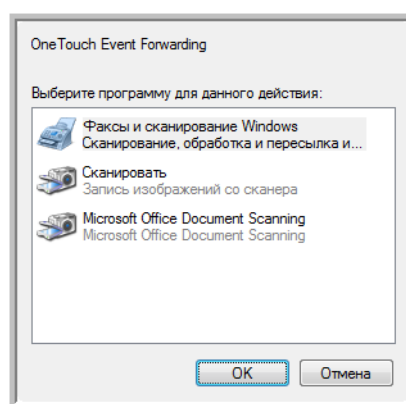 OneTouch Event Forwarding
Выберите программу для данного действия:
Факсы и сканирование Windows
Сканирование, обработка и пересылка и...
Сканировать
Запись изображений со сканера
Microsoft Office Document Scanning
Microsoft Office Document Scanning
OK
Отмена